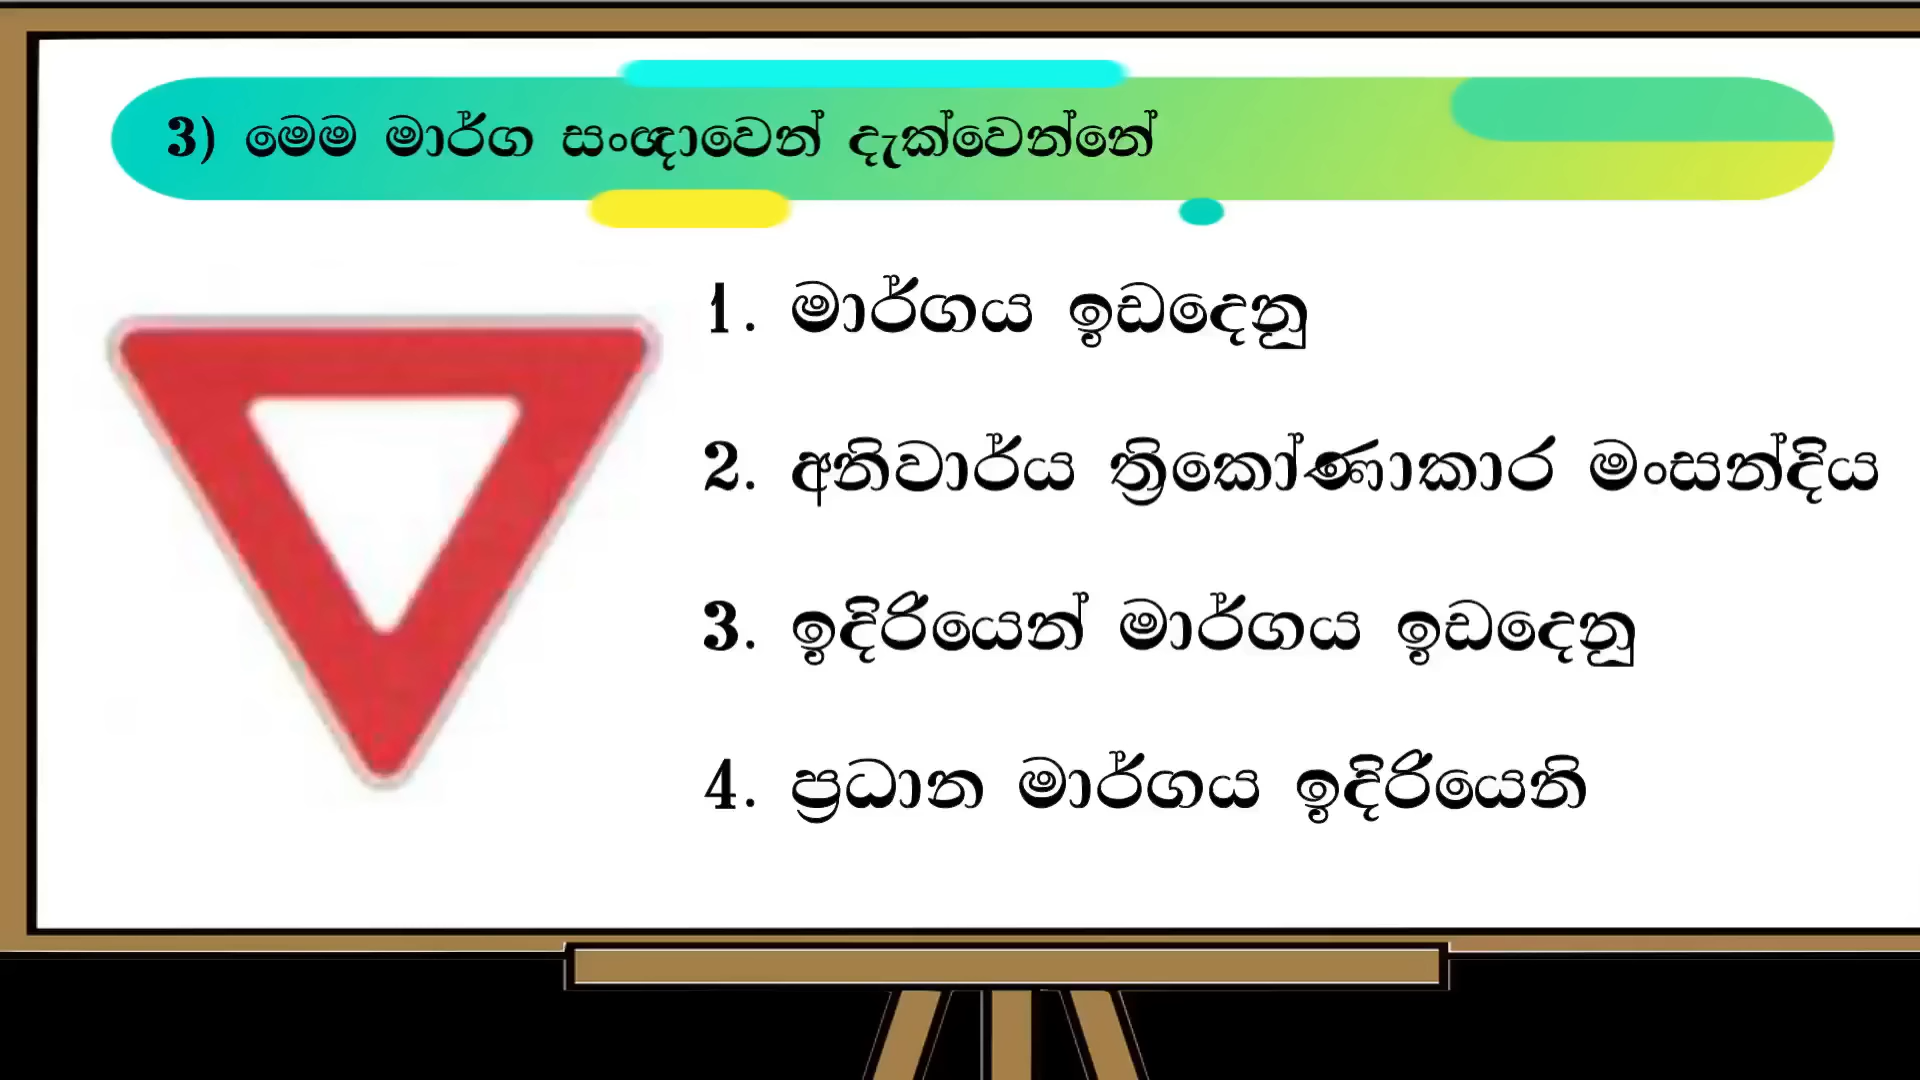 3) මෙම මාර්ග සංඥාවෙන් දැක්වෙන්නේ
1. මාර්ගය ඉඩදෙනු
2. අනිවාර්ය ත්‍රිකෝණාකාර මංසන්දිය
3. ඉදිරියෙන් මාර්ගය ඉඩදෙනු
4. ප්‍රධාන මාර්ගය ඉදිරියෙනි